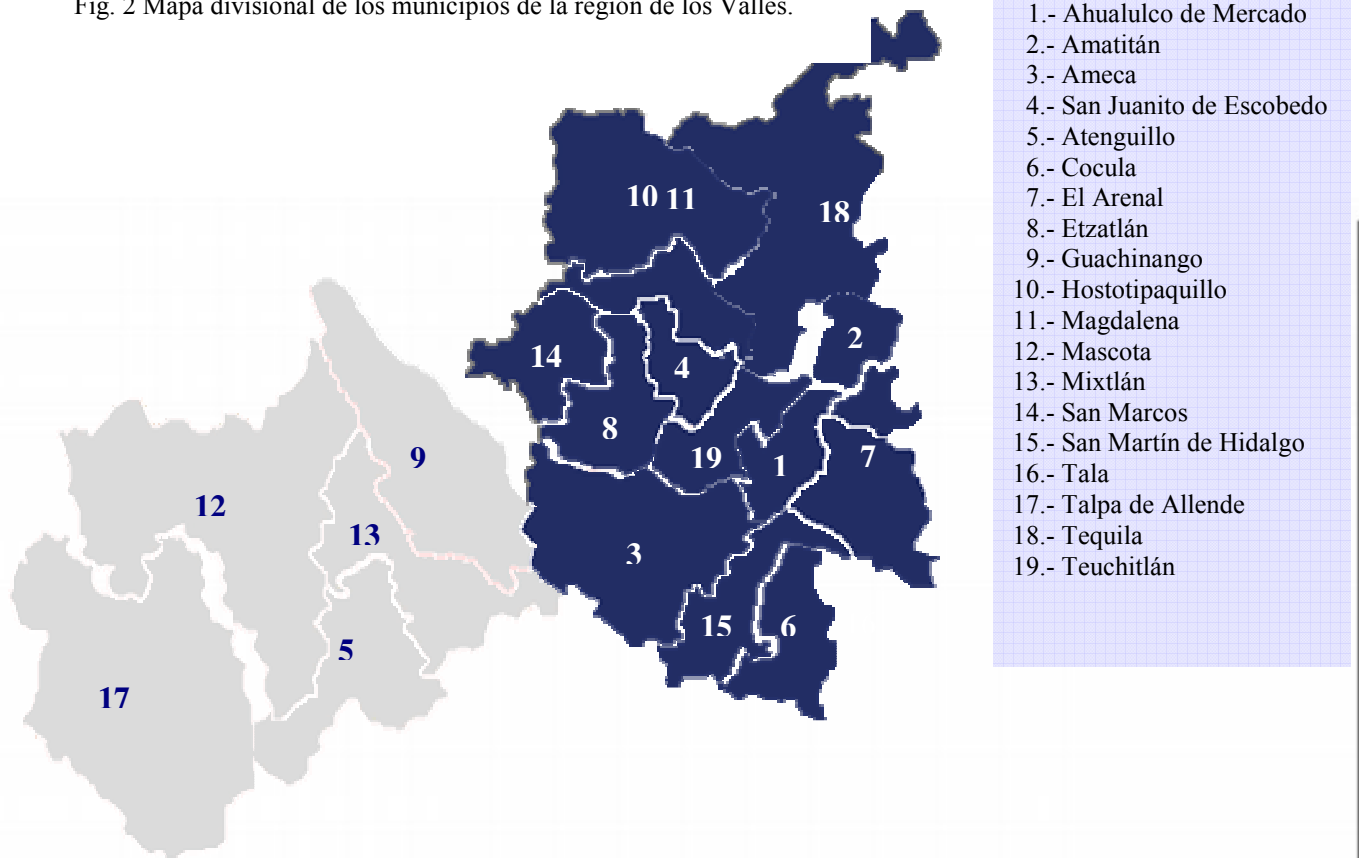 Fig. 2 Mapa divisional de los municipios de la región de los Valles.
1.- Ahualulco de Mercado
2.- Amatitán
3.- Ameca
4.- San Juanito de Escobedo
5.- Atenguillo
6.- Cocula
7.- El Arenal
8.- Etzatlán
9.- Guachinango
10.- Hostotipaquillo
11.- Magdalena
12.- Mascota
13.- Mixtlán
14.- San Marcos
15.- San Martín de Hidalgo
16.- Tala
17.- Talpa de Allende
18.- Tequila
19.- Teuchitlán
10 11
18
2
14
4
8
19
1
7
9
12
13
3
15
6
5
17